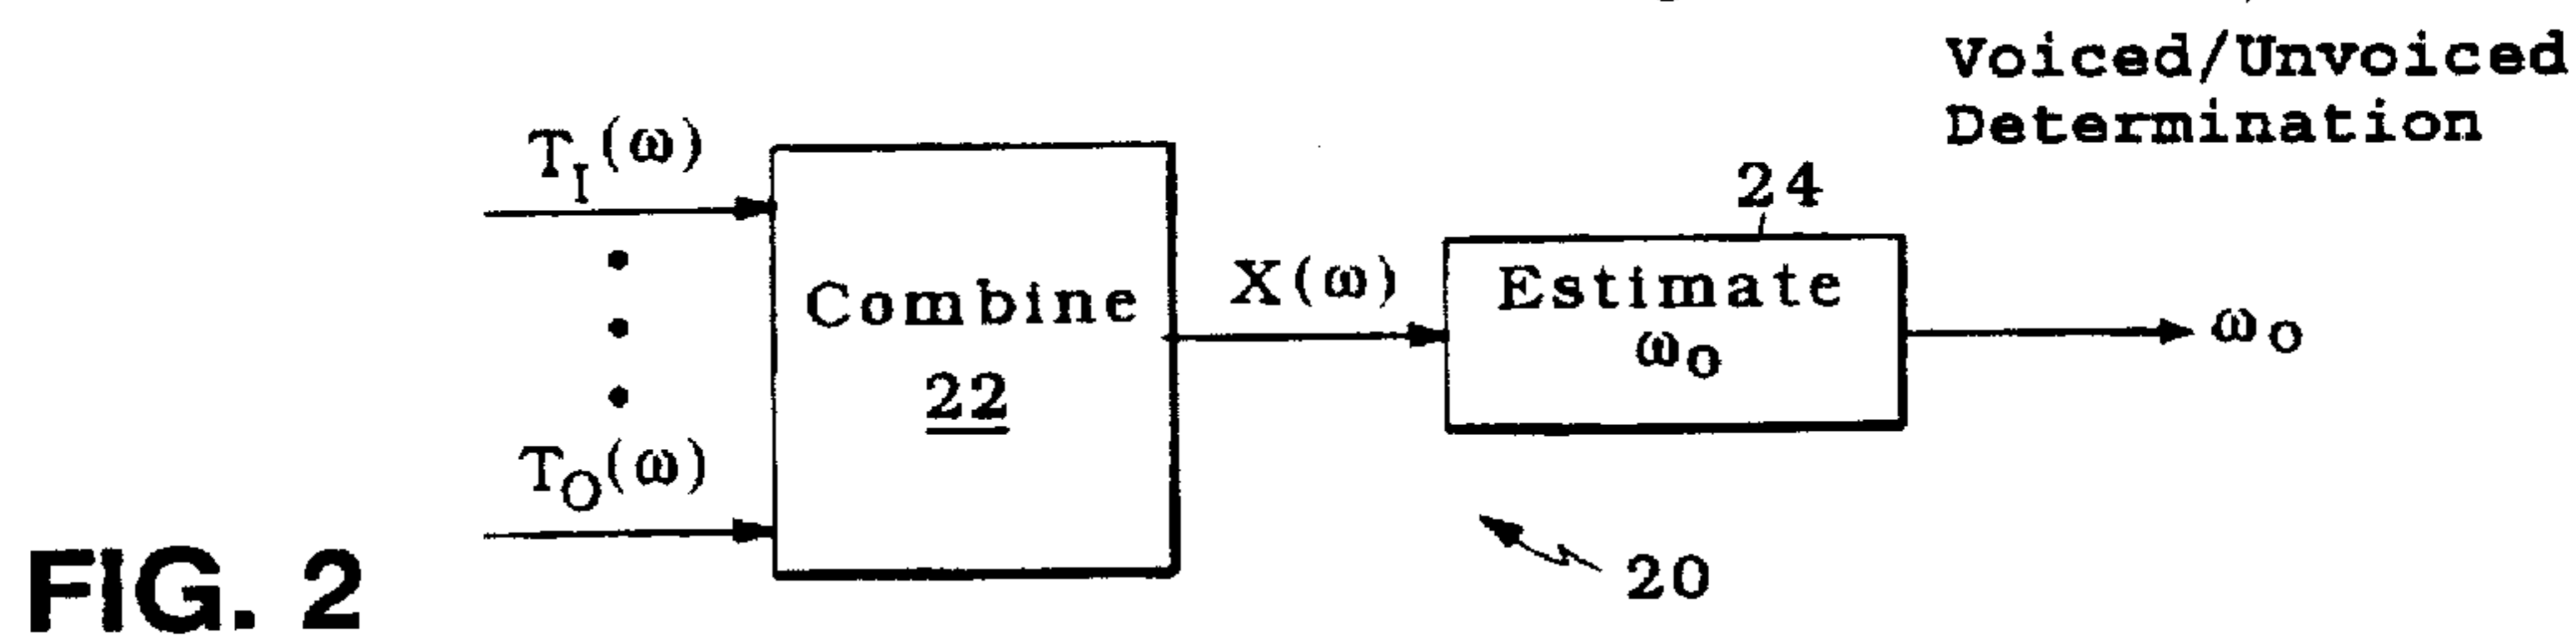 Voiced/Unvoiced
Determination
T_I(ω)
24
X(ω)
Estimate
ω_o
Combine
22
ω_o
T_O(ω)
20
FIG. 2